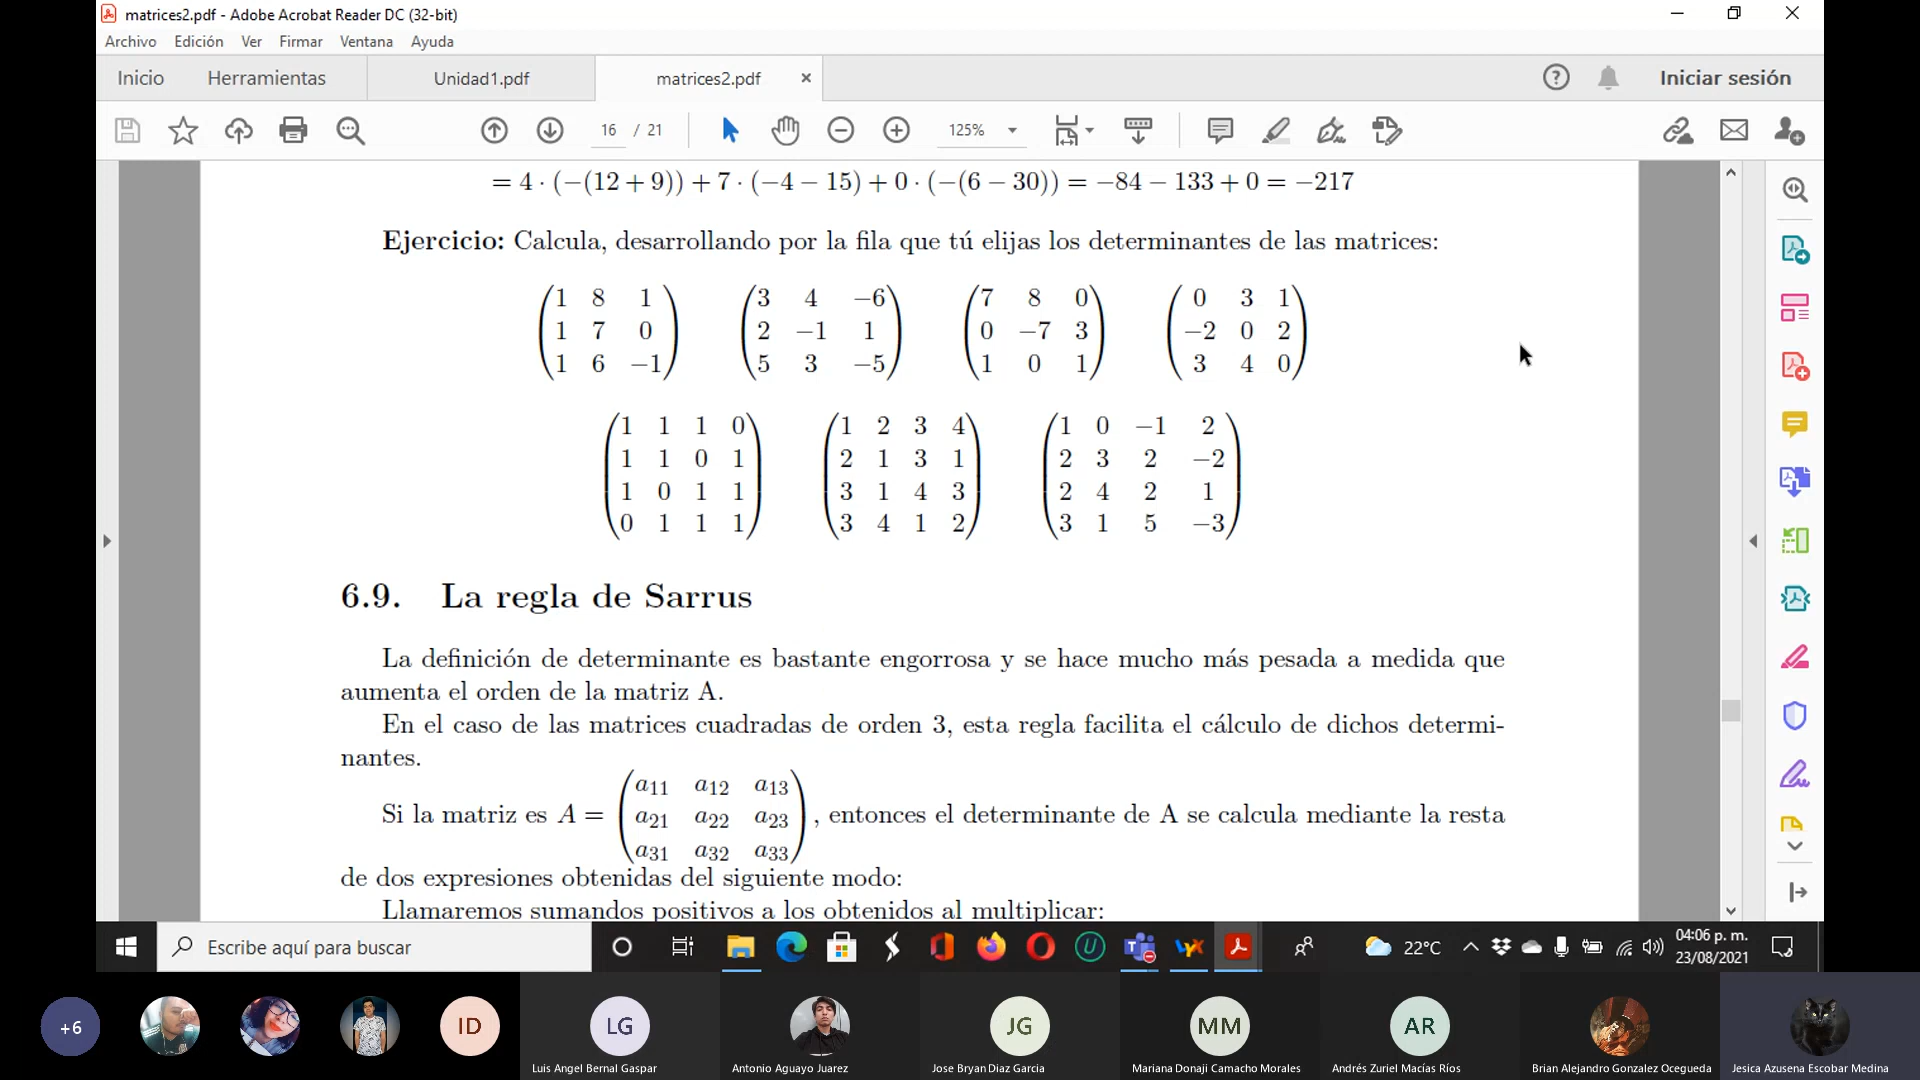 matrices2.pdf - Adobe Acrobat Reader DC (32-bit)
Archivo Edición Ver Firmar Ventana Ayuda
Inicio Herramientas Unidad1.pdf matrices2.pdf × Iniciar sesión
16 / 21 125%
= 4 · (−(12 + 9)) + 7 · (−4 − 15) + 0 · (−(6 − 30)) = −84 − 133 + 0 = −217
Ejercicio: Calcula, desarrollando por la fila que tú elijas los determinantes de las matrices:
1 8 1 3 4 −6 7 8 0 0 3 1
1 7 0 2 −1 1 0 −7 3 −2 0 2
1 6 −1 5 3 −5 1 0 1 3 4 0
1 1 1 0 1 2 3 4 1 0 −1 2
1 1 0 1 2 1 3 1 2 3 2 −2
1 0 1 1 3 1 4 3 2 4 2 1
0 1 1 1 3 4 1 2 3 1 5 −3
6.9. La regla de Sarrus
La definición de determinante es bastante engorrosa y se hace mucho más pesada a medida que
aumenta el orden de la matriz A.
En el caso de las matrices cuadradas de orden 3, esta regla facilita el cálculo de dichos determi-
nantes.
a11 a12 a13
Si la matriz es A = a21 a22 a23 , entonces el determinante de A se calcula mediante la resta
a31 a32 a33
de dos expresiones obtenidas del siguiente modo:
Llamaremos sumandos positivos a los obtenidos al multiplicar:
Escribe aquí para buscar
22°C
04:06 p. m.
23/08/2021
+6 ID LG JG MM AR
Luis Angel Bernal Gaspar Antonio Aguayo Juarez Jose Bryan Diaz Garcia Mariana Donaji Camacho Morales Andrés Zuriel Macías Ríos Brian Alejandro Gonzalez Ocegueda Jesica Azusena Escobar Medina